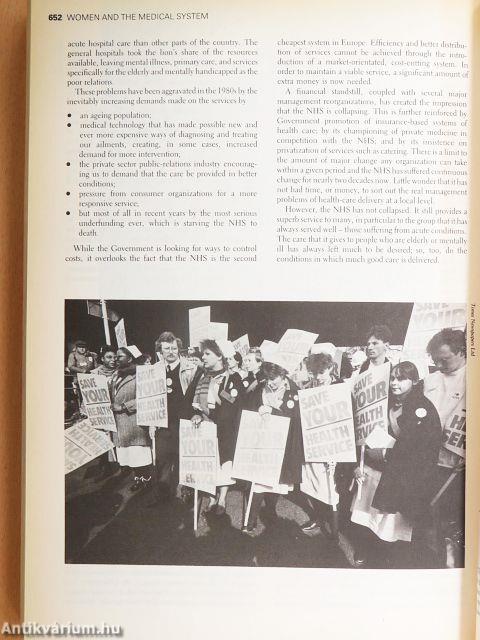 652 WOMEN AND THE MEDICAL SYSTEM
acute hospital care than other parts of the country. The
general hospitals took the lion's share of the resources
available, leaving mental illness, primary care, and services
specifically for the elderly and mentally handicapped as the
poor relations.
These problems have been aggravated in the 1980s by the
inevitably increasing demands made on the services by
• an ageing population;
• medical technology that has made possible new and
ever more expensive ways of diagnosing and treating
our ailments, creating, in some cases, increased
demand for more intervention;
• the private sector public-relations industry encourag-
ing us to demand that the care be provided in better
conditions;
• pressure from consumer organizations for a more
responsive service;
• but most of all in recent years by the most serious
underfunding ever, which is starving the NHS to
death.
While the Government is looking for ways to control
costs, it overlooks the fact that the NHS is the second
cheapest system in Europe. Efficiency and better distribu-
tion of services cannot be achieved through the intro-
duction of a market-orientated, cost-cutting system. In
order to maintain a viable service, a significant amount of
extra money is now needed.
A financial standstill, coupled with several major
management reorganizations, has created the impression
that the NHS is collapsing. This is further reinforced by
Government promotion of insurance-based systems of
health care; by its championing of private medicine in
competition with the NHS; and by its insistence on
privatization of services such as catering. There is a limit to
the amount of major change any organization can take
within a given period and the NHS has suffered continuous
change for nearly two decades now. Little wonder that it has
not had time, or money, to sort out the real management
problems of health-care delivery at a local level.
However, the NHS has not collapsed. It still provides a
superb service to many, in particular to the group that it has
always served well – those suffering from acute conditions.
The care that it gives to people who are elderly or mentally
ill has always left much to be desired; so, too, do the
conditions in which much good care is delivered.
Times Newspapers Ltd
SAVE
YOUR
HEALTH
SERVICE
SAVE
YOUR
HEALTH
SERVICE
SAVE
YOUR
HEALTH
SERVICE
SAVE
YOUR
HEALTH
SERVICE
SAVE
YOUR
HEALTH
SERVICE
SAVE
YOUR
HEALTH
SERVICE
SAVE
Antikvárium.hu